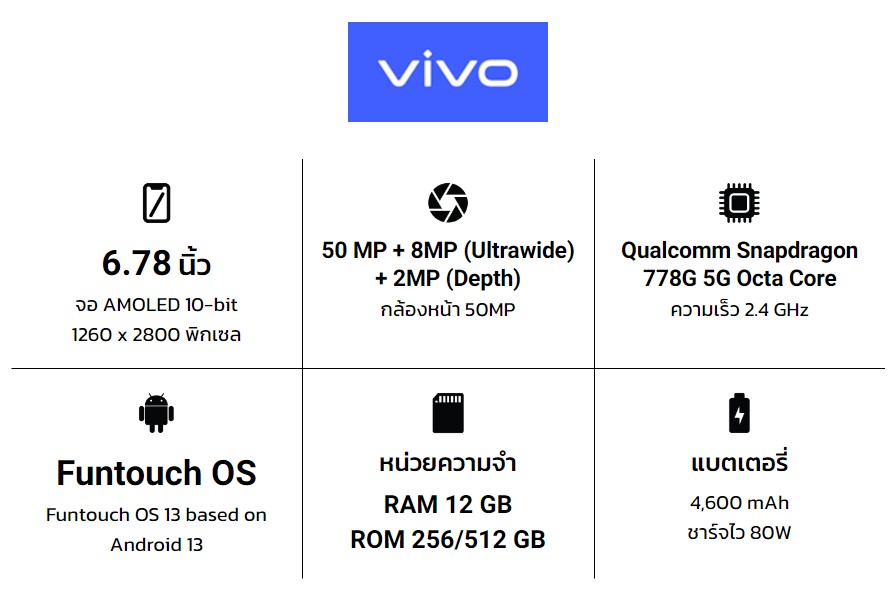 vivo
6.78 นิ้ว
จอ AMOLED 10-bit
1260 x 2800 พิกเซล
50 MP + 8MP (Ultrawide)
+ 2MP (Depth)
กล้องหน้า 50MP
Qualcomm Snapdragon
778G 5G Octa Core
ความเร็ว 2.4 GHz
Funtouch OS
Funtouch OS 13 based on
Android 13
หน่วยความจำ
RAM 12 GB
ROM 256/512 GB
แบตเตอรี่
4,600 mAh
ชาร์จไว 80W